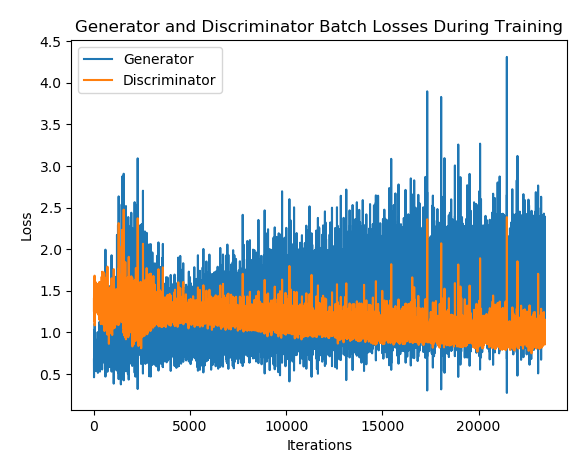 Generator and Discriminator Batch Losses During Training
Generator
Discriminator
4.5
4.0
3.5
3.0
2.5
2.0
1.5
1.0
0.5
Loss
0 5000 10000 15000 20000
Iterations